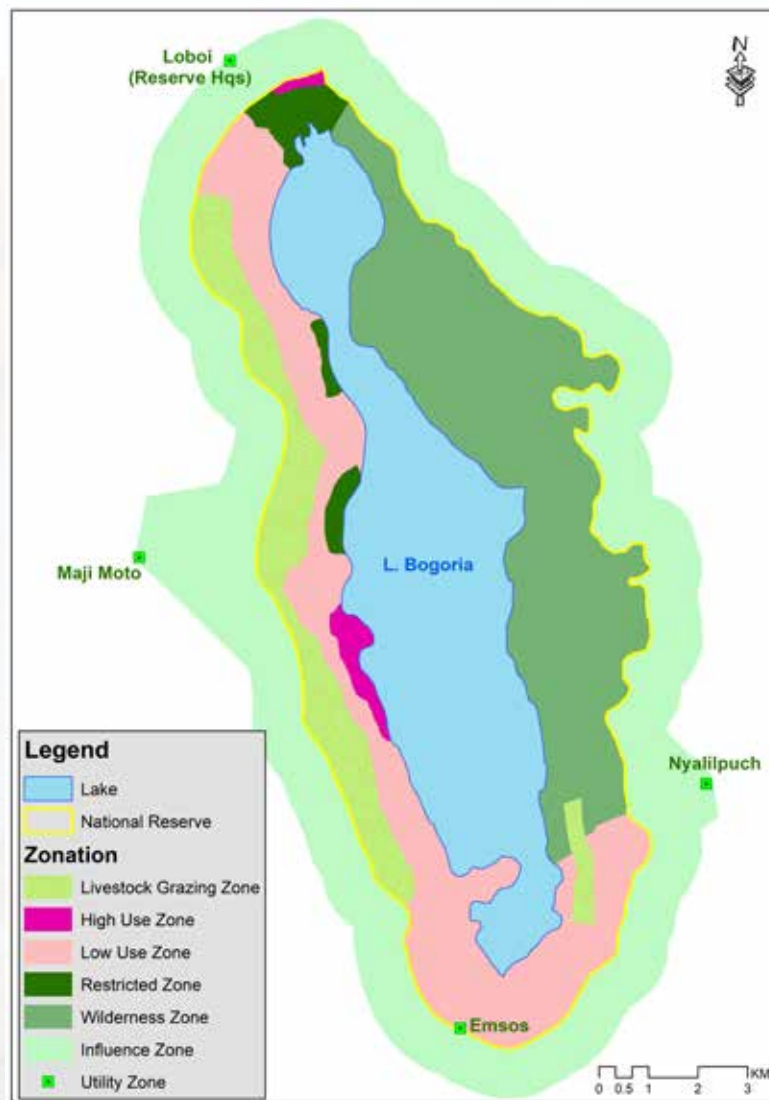 Loboi
(Reserve Hqs)
N
Maji Moto
L. Bogoria
Nyalilpuch
Emsos
Legend
Lake
National Reserve
Zonation
Livestock Grazing Zone
High Use Zone
Low Use Zone
Restricted Zone
Wilderness Zone
Influence Zone
Utility Zone
KM
0 0.5 1 2 3